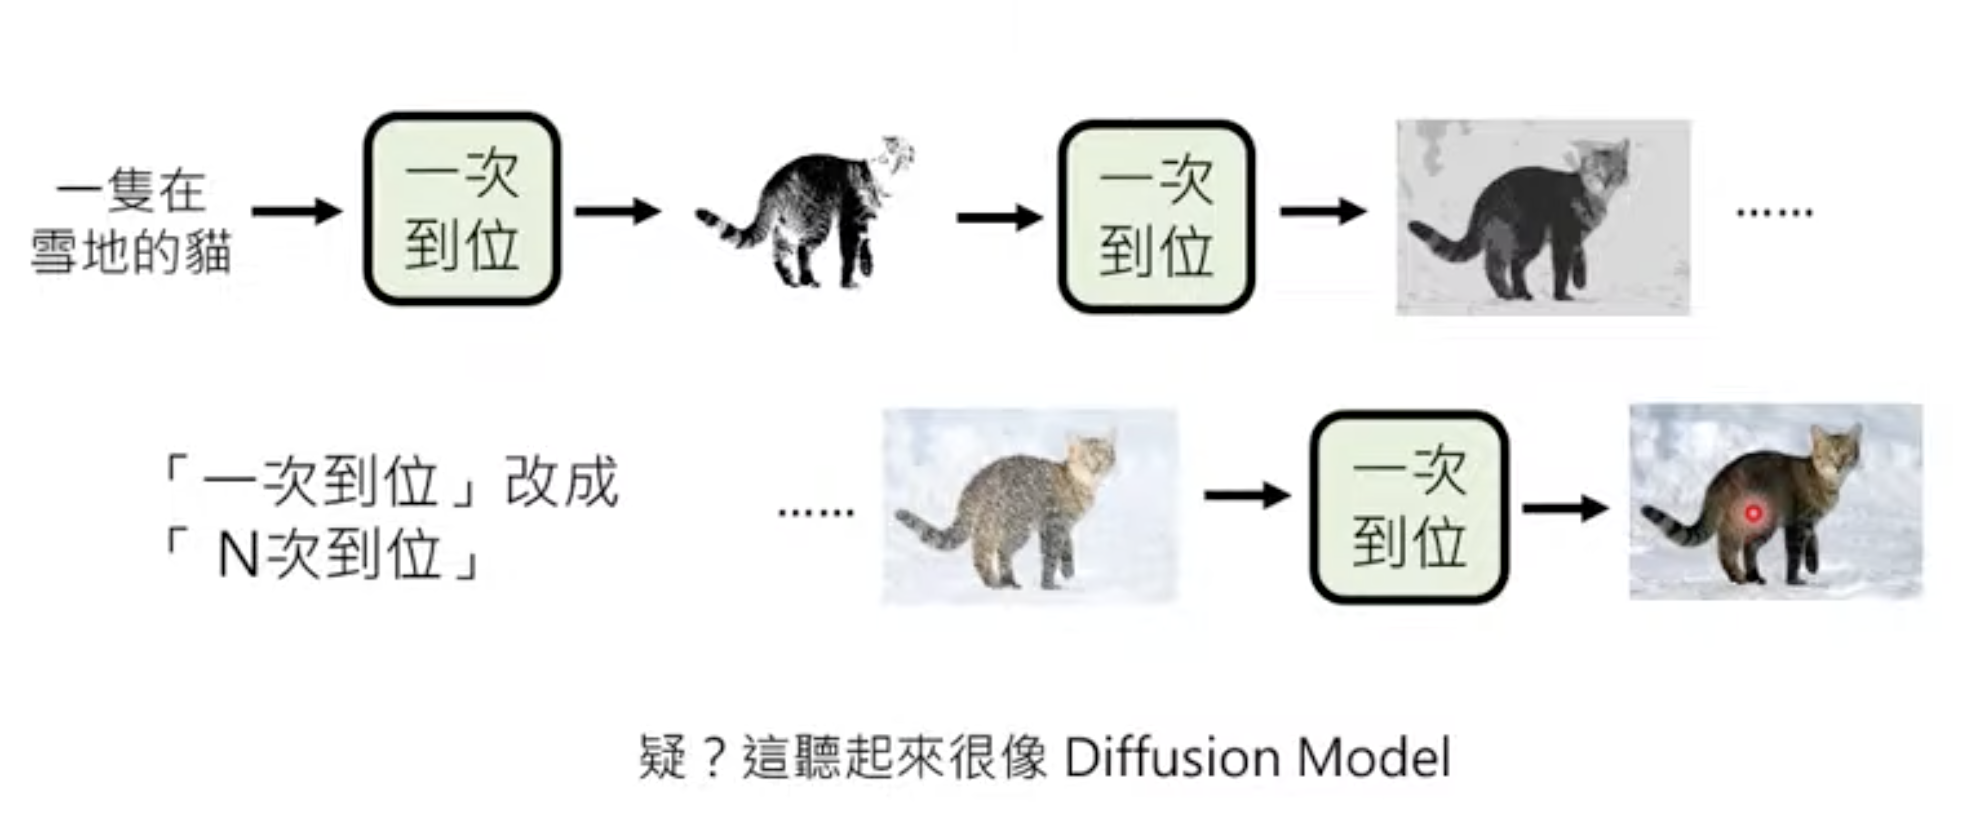 一隻在
雪地的貓
一次
到位
一次
到位
……
「一次到位」改成
「 N次到位」
……
一次
到位
疑？這聽起來很像 Diffusion Model